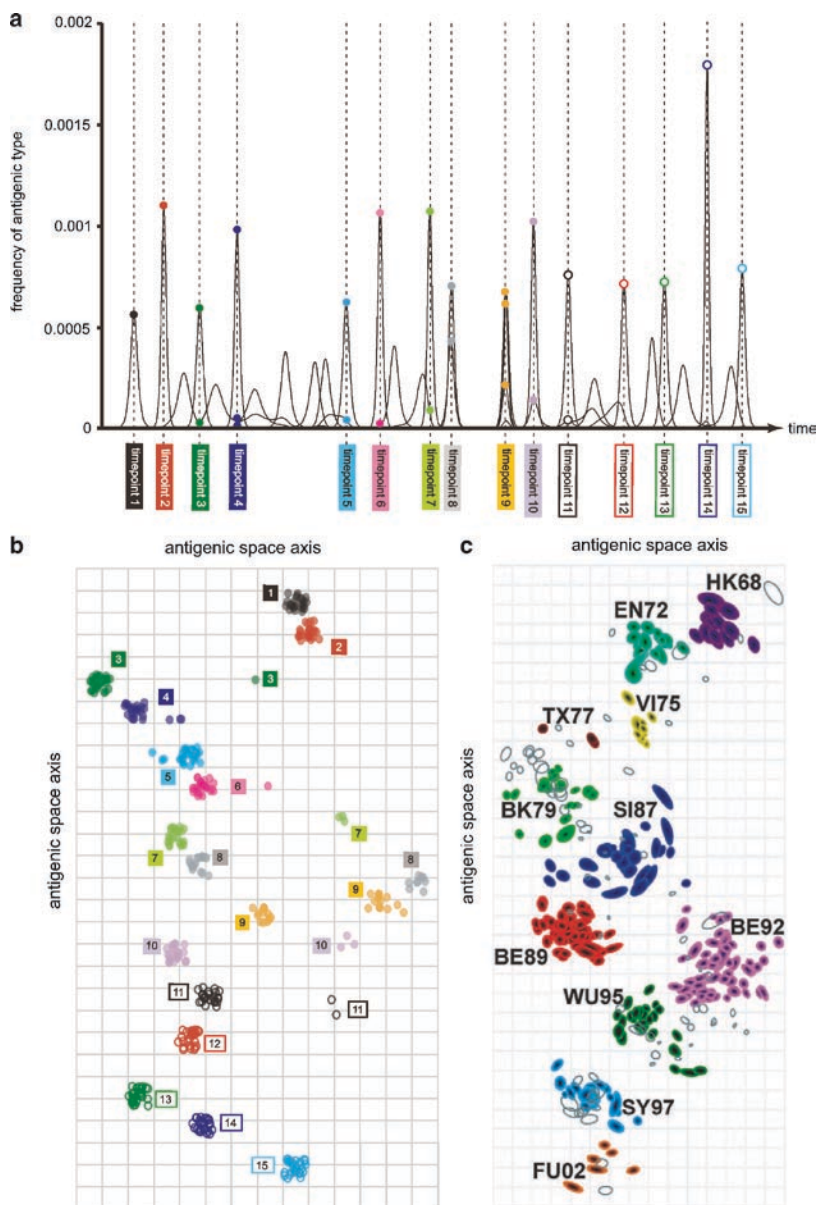 a
0.002
0.0015
0.001
0.0005
0
frequency of antigenic type
time
timepoint 1
timepoint 2
timepoint 3
timepoint 4
timepoint 5
timepoint 6
timepoint 7
timepoint 8
timepoint 9
timepoint 10
timepoint 11
timepoint 12
timepoint 13
timepoint 14
timepoint 15
b
antigenic space axis
antigenic space axis
1
2
3
3
4
5
6
7
7
8
8
9
9
10
10
11
11
12
13
14
15
c
antigenic space axis
antigenic space axis
HK68
EN72
VI75
TX77
BK79
SI87
BE89
BE92
WU95
SY97
FU02